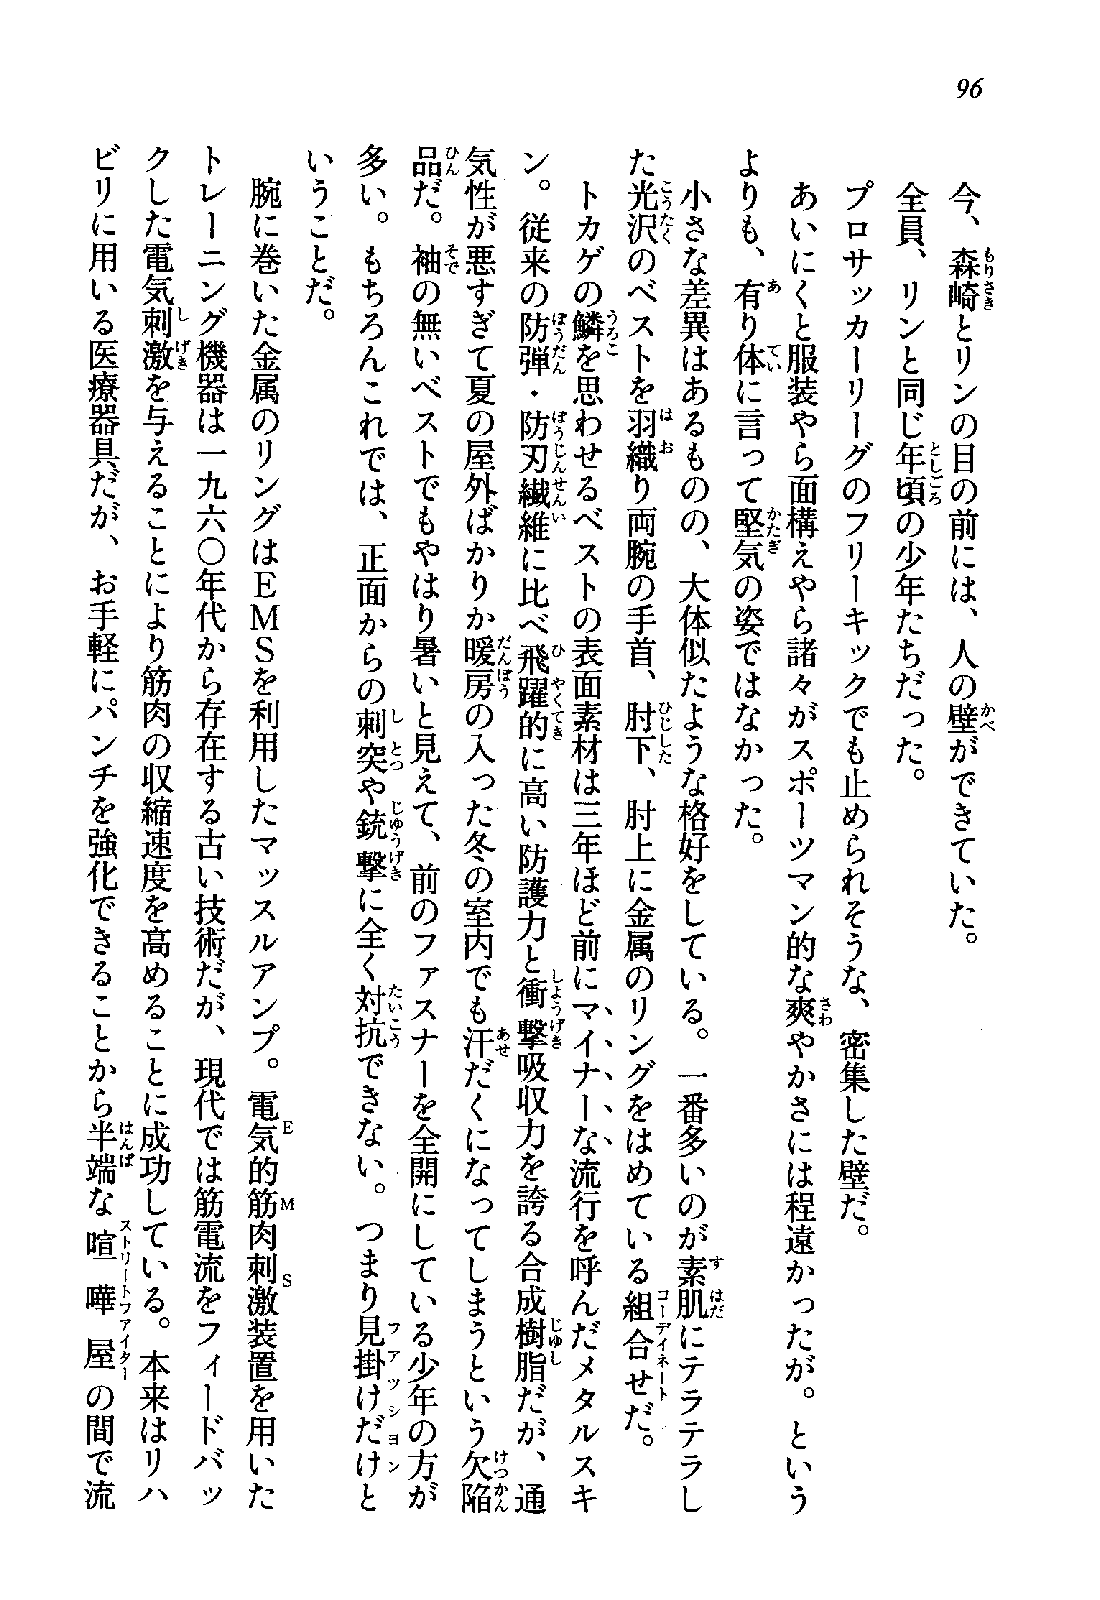 96
今、森崎とリンの目の前には、人の壁ができていた。
全員、リンと同じ年頃の少年たちだった。
プロサッカーリーグのフリーキックでも止められそうな、密集した壁だ。
あいにくと服装やら面構えやら諸々がスポーツマン的な爽やかさには程遠かったが。という
よりも、有り体に言って堅気の姿ではなかった。
小さな差異はあるものの、大体似たような格好をしている。一番多いのが素肌にテラテラし
た光沢のベストを羽織り両腕の手首、肘下、肘上に金属のリングをはめている組合せだ。
トカゲの鱗を思わせるベストの表面素材は三年ほど前にマイナーな流行を呼んだメタルスキ
ン。従来の防弾・防刃繊維に比べ飛躍的に高い防護力と衝撃吸収力を誇る合成樹脂だが、通
気性が悪すぎて夏の屋外ばかりか暖房の入った冬の室内でも汗だくになってしまうという欠陥
品だ。袖の無いベストでもやはり暑いと見えて、前のファスナーを全開にしている少年の方が
多い。もちろんこれでは、正面からの刺突や銃撃に全く対抗できない。つまり見掛けだけと
いうことだ。
腕に巻いた金属のリングはＥＭＳを利用したマッスルアンプ。電気的筋肉刺激装置を用いた
トレーニング機器は一九六〇年代から存在する古い技術だが、現代では筋電流をフィードバッ
クした電気刺激を与えることにより筋肉の収縮速度を高めることに成功している。本来はリハ
ビリに用いる医療器具だが、お手軽にパンチを強化できることから半端な喧嘩屋の間で流